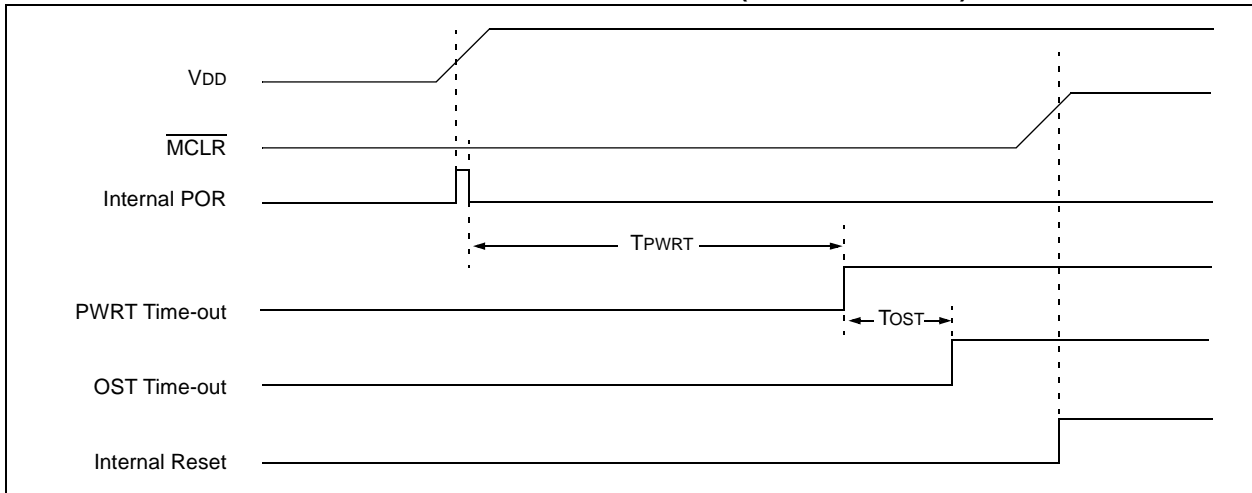 VDD
MCLR
Internal POR
TPWRT
PWRT Time-out
TOST
OST Time-out
Internal Reset